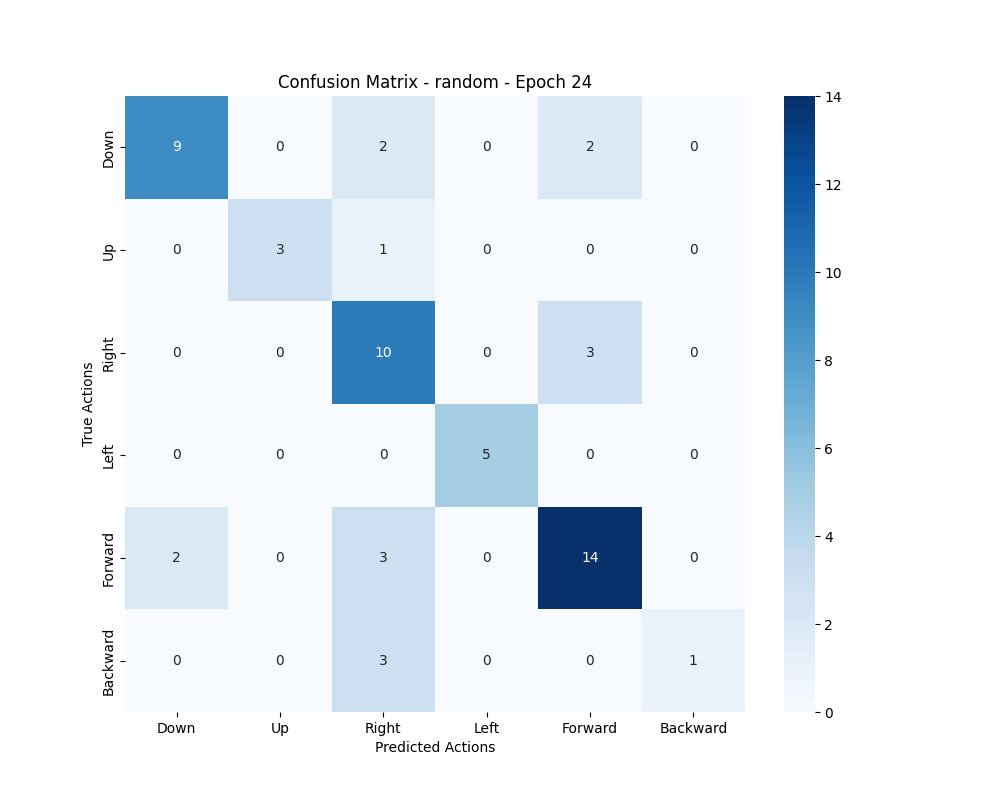 Confusion Matrix - random - Epoch 24
True Actions
Down 9 0 2 0 2 0
Up 0 3 1 0 0 0
Right 0 0 10 0 3 0
Left 0 0 0 5 0 0
Forward 2 0 3 0 14 0
Backward 0 0 3 0 0 1
Down Up Right Left Forward Backward
Predicted Actions
14
12
10
8
6
4
2
0